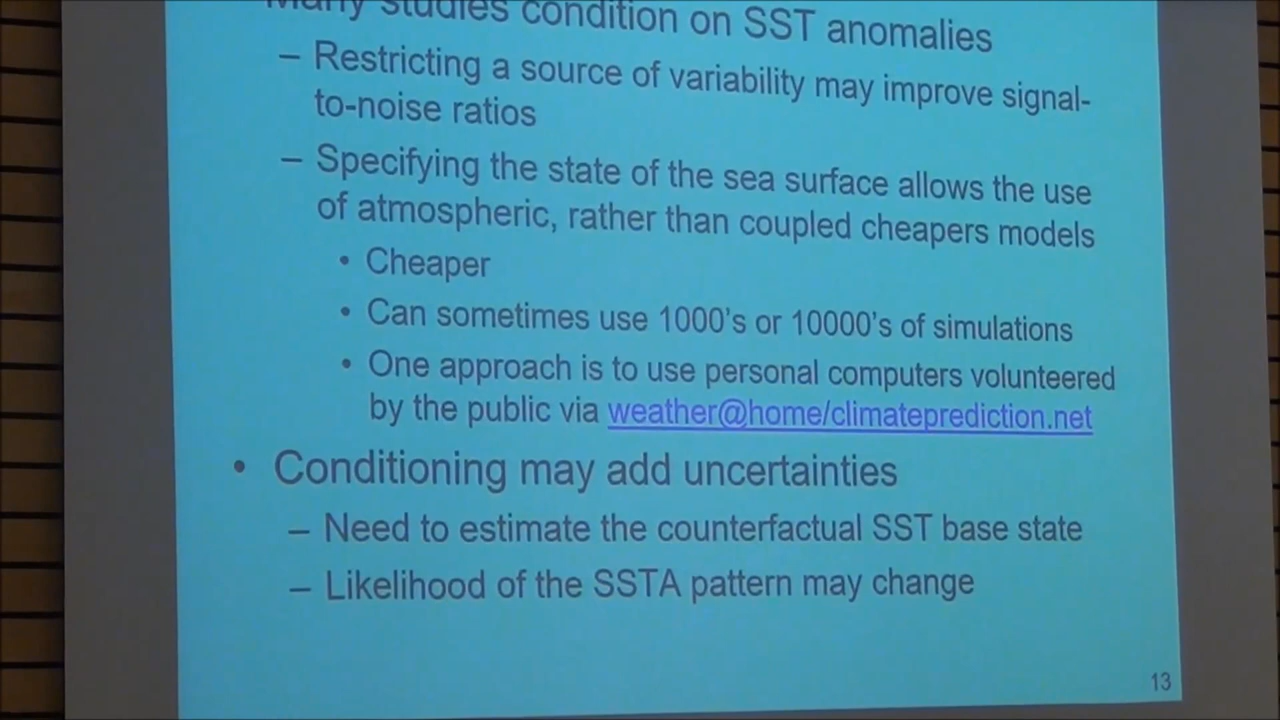 Many studies condition on SST anomalies
– Restricting a source of variability may improve signal-
to-noise ratios
– Specifying the state of the sea surface allows the use
of atmospheric, rather than coupled cheapers models
• Cheaper
• Can sometimes use 1000's or 10000's of simulations
• One approach is to use personal computers volunteered
by the public via weather@home/climateprediction.net
• Conditioning may add uncertainties
– Need to estimate the counterfactual SST base state
– Likelihood of the SSTA pattern may change
13